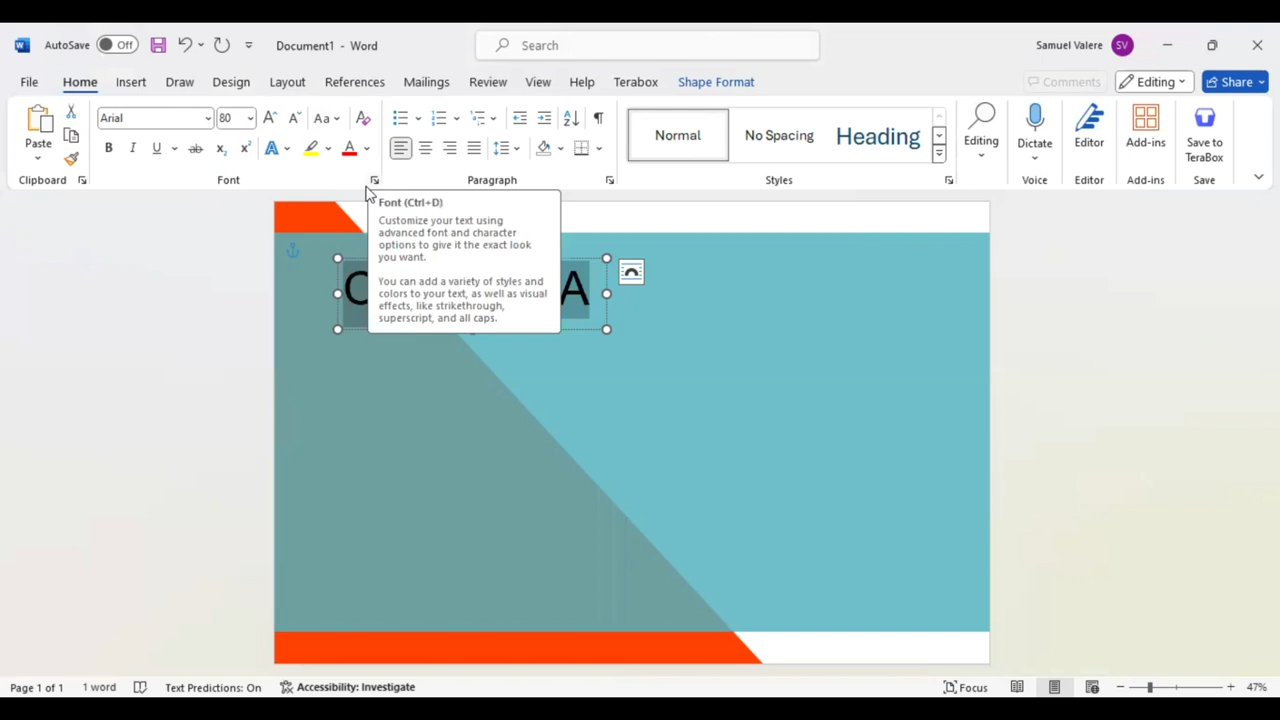 AutoSave Off Document1 - Word Search Samuel Valere SV
File Home Insert Draw Design Layout References Mailings Review View Help Terabox Shape Format Comments Editing Share
Arial 80 A A Aa A
B I U ab x₂ x² A A
Paste
Clipboard Font Paragraph Styles
Normal No Spacing Heading
Editing Dictate Editor Add-ins Save to
TeraBox
Voice Editor Add-ins Save
Font (Ctrl+D)
Customize your text using
advanced font and character
options to give it the exact look
you want.
You can add a variety of styles and
colors to your text, as well as visual
effects, like strikethrough,
superscript, and all caps.
A
Page 1 of 1 1 word Text Predictions: On Accessibility: Investigate Focus 47%